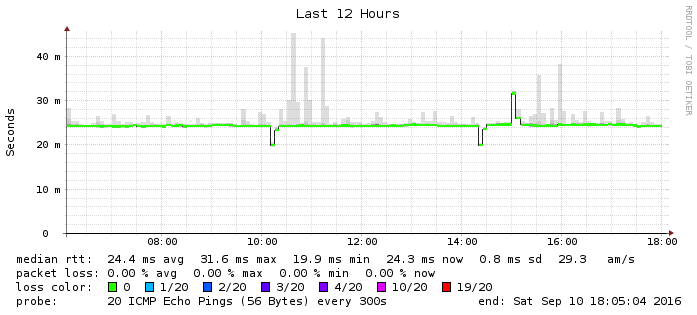 Last 12 Hours
RRDTOOL / TOBI OETIKER
Seconds
40 m
30 m
20 m
10 m
0
08:00 10:00 12:00 14:00 16:00 18:00
median rtt: 24.4 ms avg 31.6 ms max 19.9 ms min 24.3 ms now 0.8 ms sd 29.3 am/s
packet loss: 0.00 % avg 0.00 % max 0.00 % min 0.00 % now
loss color: 0 1/20 2/20 3/20 4/20 10/20 19/20
probe: 20 ICMP Echo Pings (56 Bytes) every 300s end: Sat Sep 10 18:05:04 2016